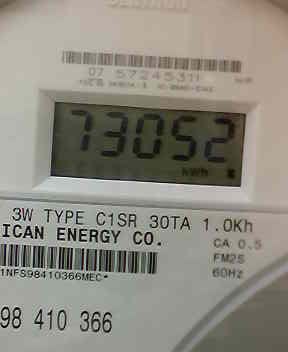 07 57245311
73052
kWh
3W TYPE C1SR 30TA 1.0Kh
ICAN ENERGY CO.
CA 0.5
FM2S
60Hz
1NFS98410366MEC*
98 410 366